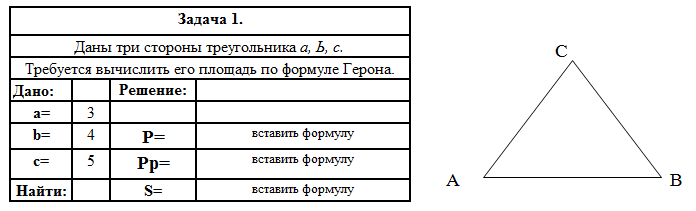 Задача 1.
Даны три стороны треугольника a, b, c.
Требуется вычислить его площадь по формуле Герона.
Дано: Решение:
a= 3
b= 4 P= вставить формулу
c= 5 Pp= вставить формулу
Найти: S= вставить формулу
C
A
B